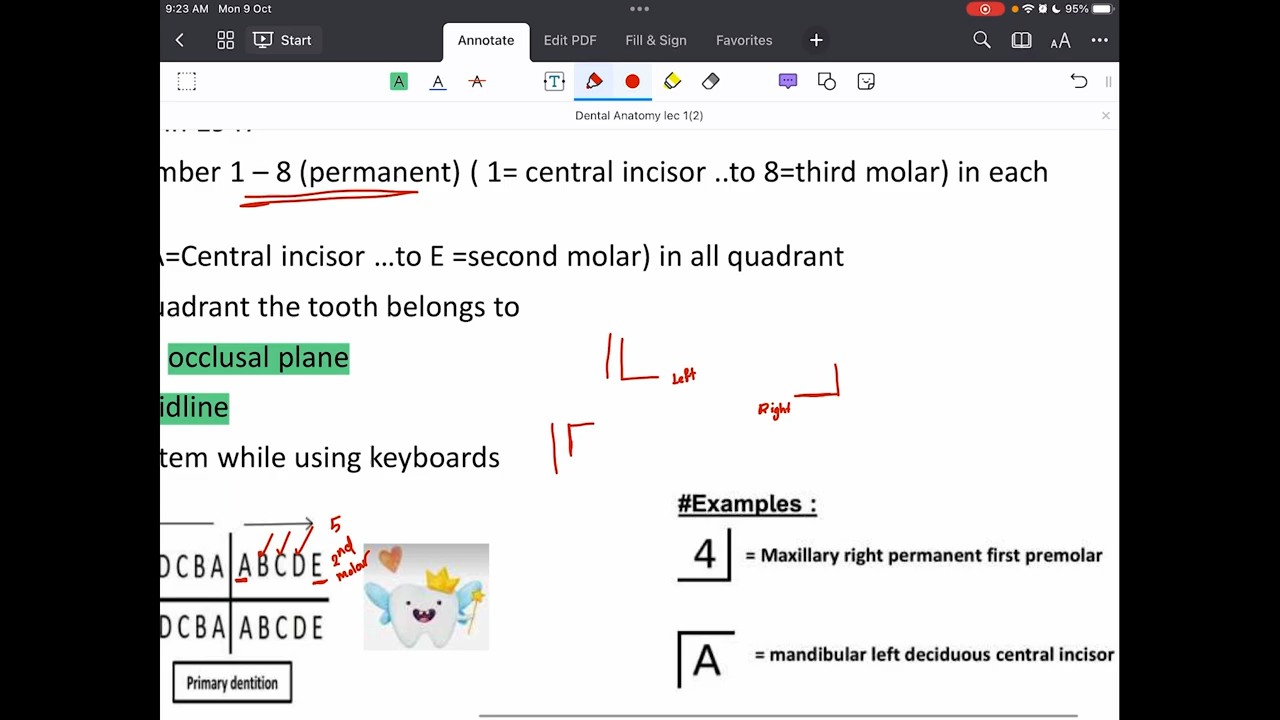 9:23 AM Mon 9 Oct
95%
Start
Annotate
Edit PDF
Fill & Sign
Favorites
Dental Anatomy lec 1(2)
mber 1 – 8 (permanent) ( 1= central incisor ..to 8=third molar) in each
A=Central incisor ...to E =second molar) in all quadrant
uadrant the tooth belongs to
occlusal plane
idline
tem while using keyboards
Left
Right
5
2nd
molar
DCBA ABCDE
DCBA ABCDE
Primary dentition
#Examples :
4 = Maxillary right permanent first premolar
A = mandibular left deciduous central incisor